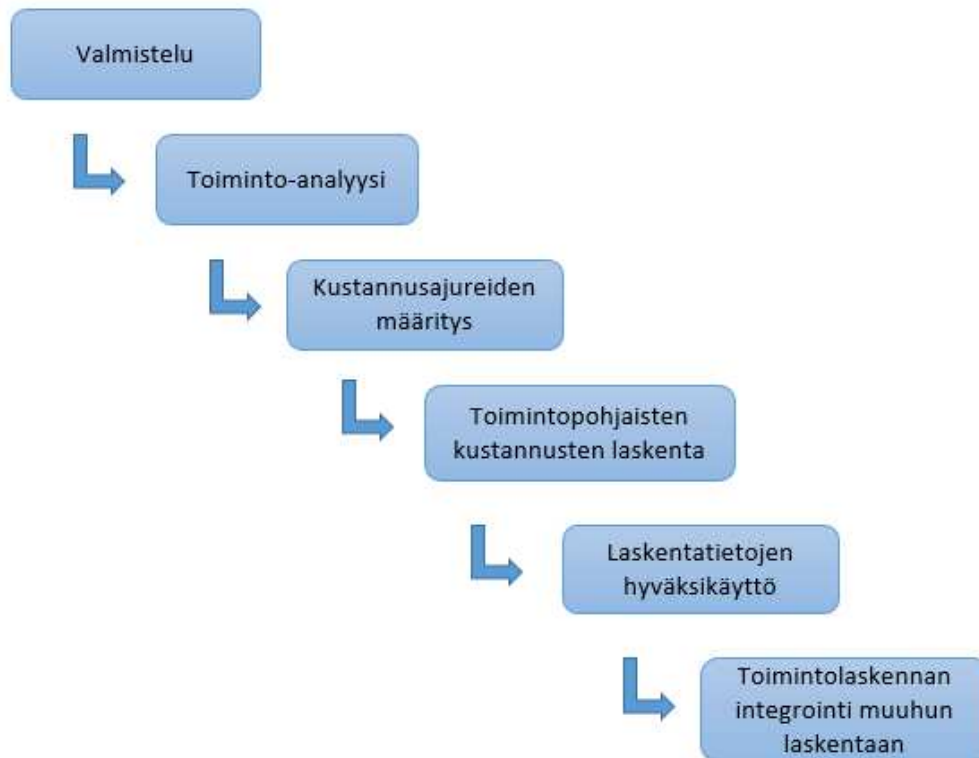 Valmistelu
Toiminto-analyysi
Kustannusajureiden
määritys
Toimintopohjaisten
kustannusten laskenta
Laskentatietojen
hyväksikäyttö
Toimintolaskennan
integrointi muuhun
laskentaan